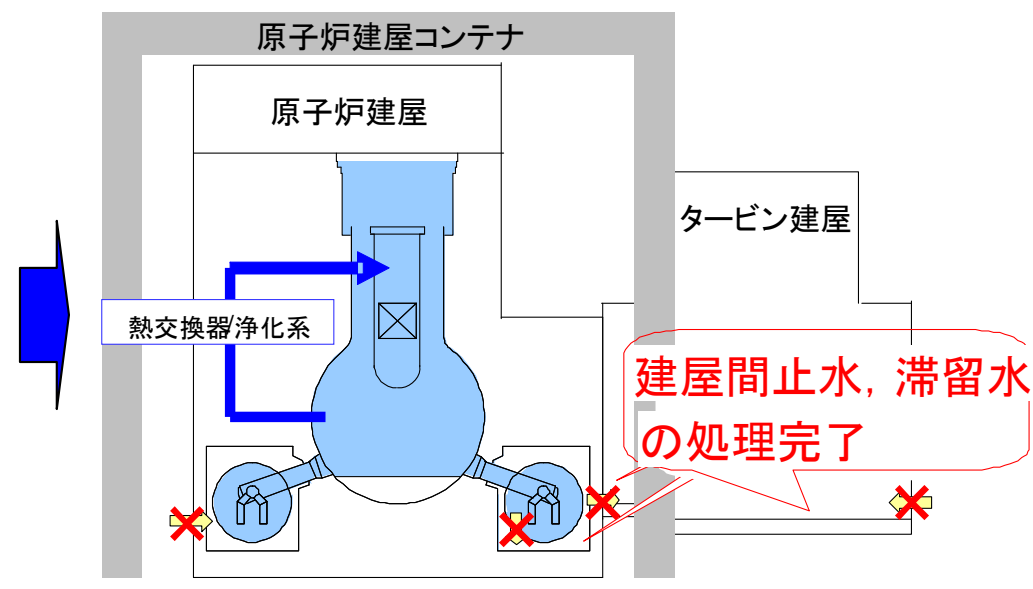 原子炉建屋コンテナ
原子炉建屋
タービン建屋
熱交換器/浄化系
建屋間止水，滞留水
の処理完了